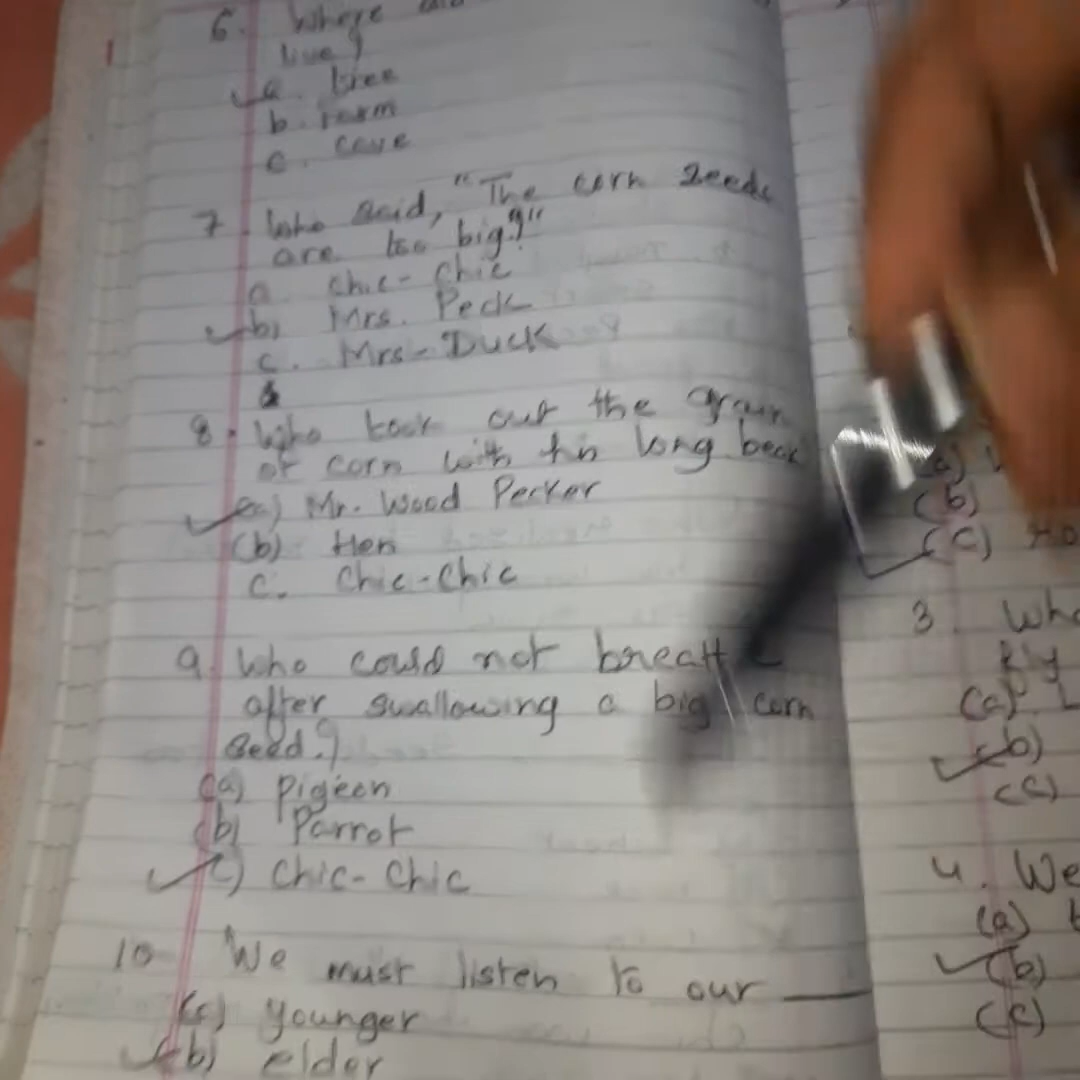 6. Where
live?
a. tree
b. farm
c. cave
7. Who said, "The corn seeds
are too big?"
a. Chic-Chic
b) Mrs. Peck
c. Mrs-Duck
8. Who took out the grain
of corn with his long beak
(a) Mr. Wood Pecker
(b) Hen
c. Chic-Chic
9. Who could not breath
after swallowing a big corn
seed?
(a) Pigeon
(b) Parrot
c) Chic-Chic
10 We must listen to our ___
(a) younger
(b) elder
(a)
(b)
(c)
3
(a)
(b)
(c)
4. We
(a)
(b)
(c)